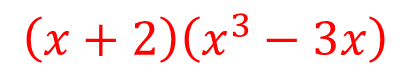 (x + 2)(x³ − 3x)